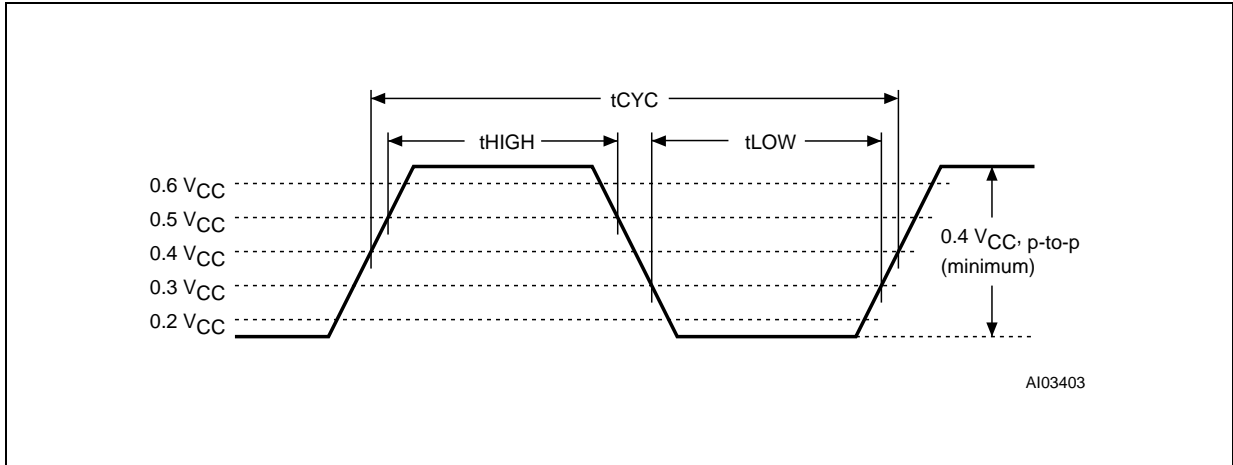 tCYC
tHIGH
tLOW
0.6 VCC
0.5 VCC
0.4 VCC
0.3 VCC
0.2 VCC
0.4 VCC, p-to-p
(minimum)
AI03403